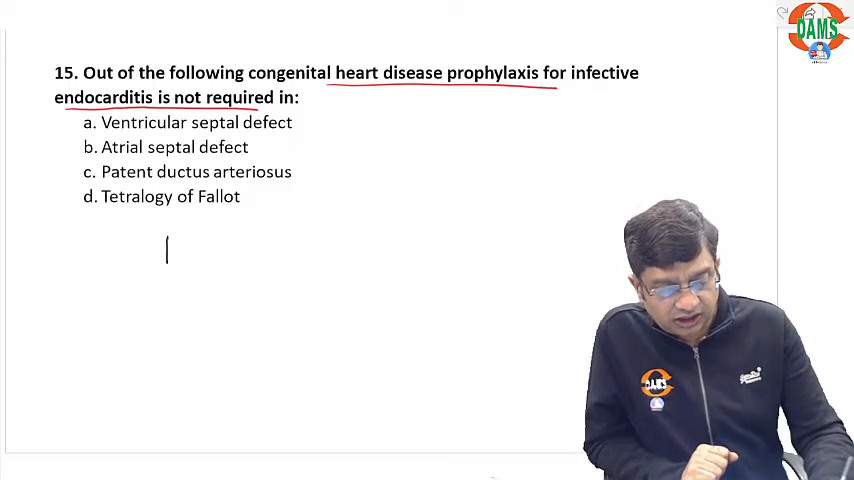 DAMS
15. Out of the following congenital heart disease prophylaxis for infective
endocarditis is not required in:
a. Ventricular septal defect
b. Atrial septal defect
c. Patent ductus arteriosus
d. Tetralogy of Fallot
DAMS